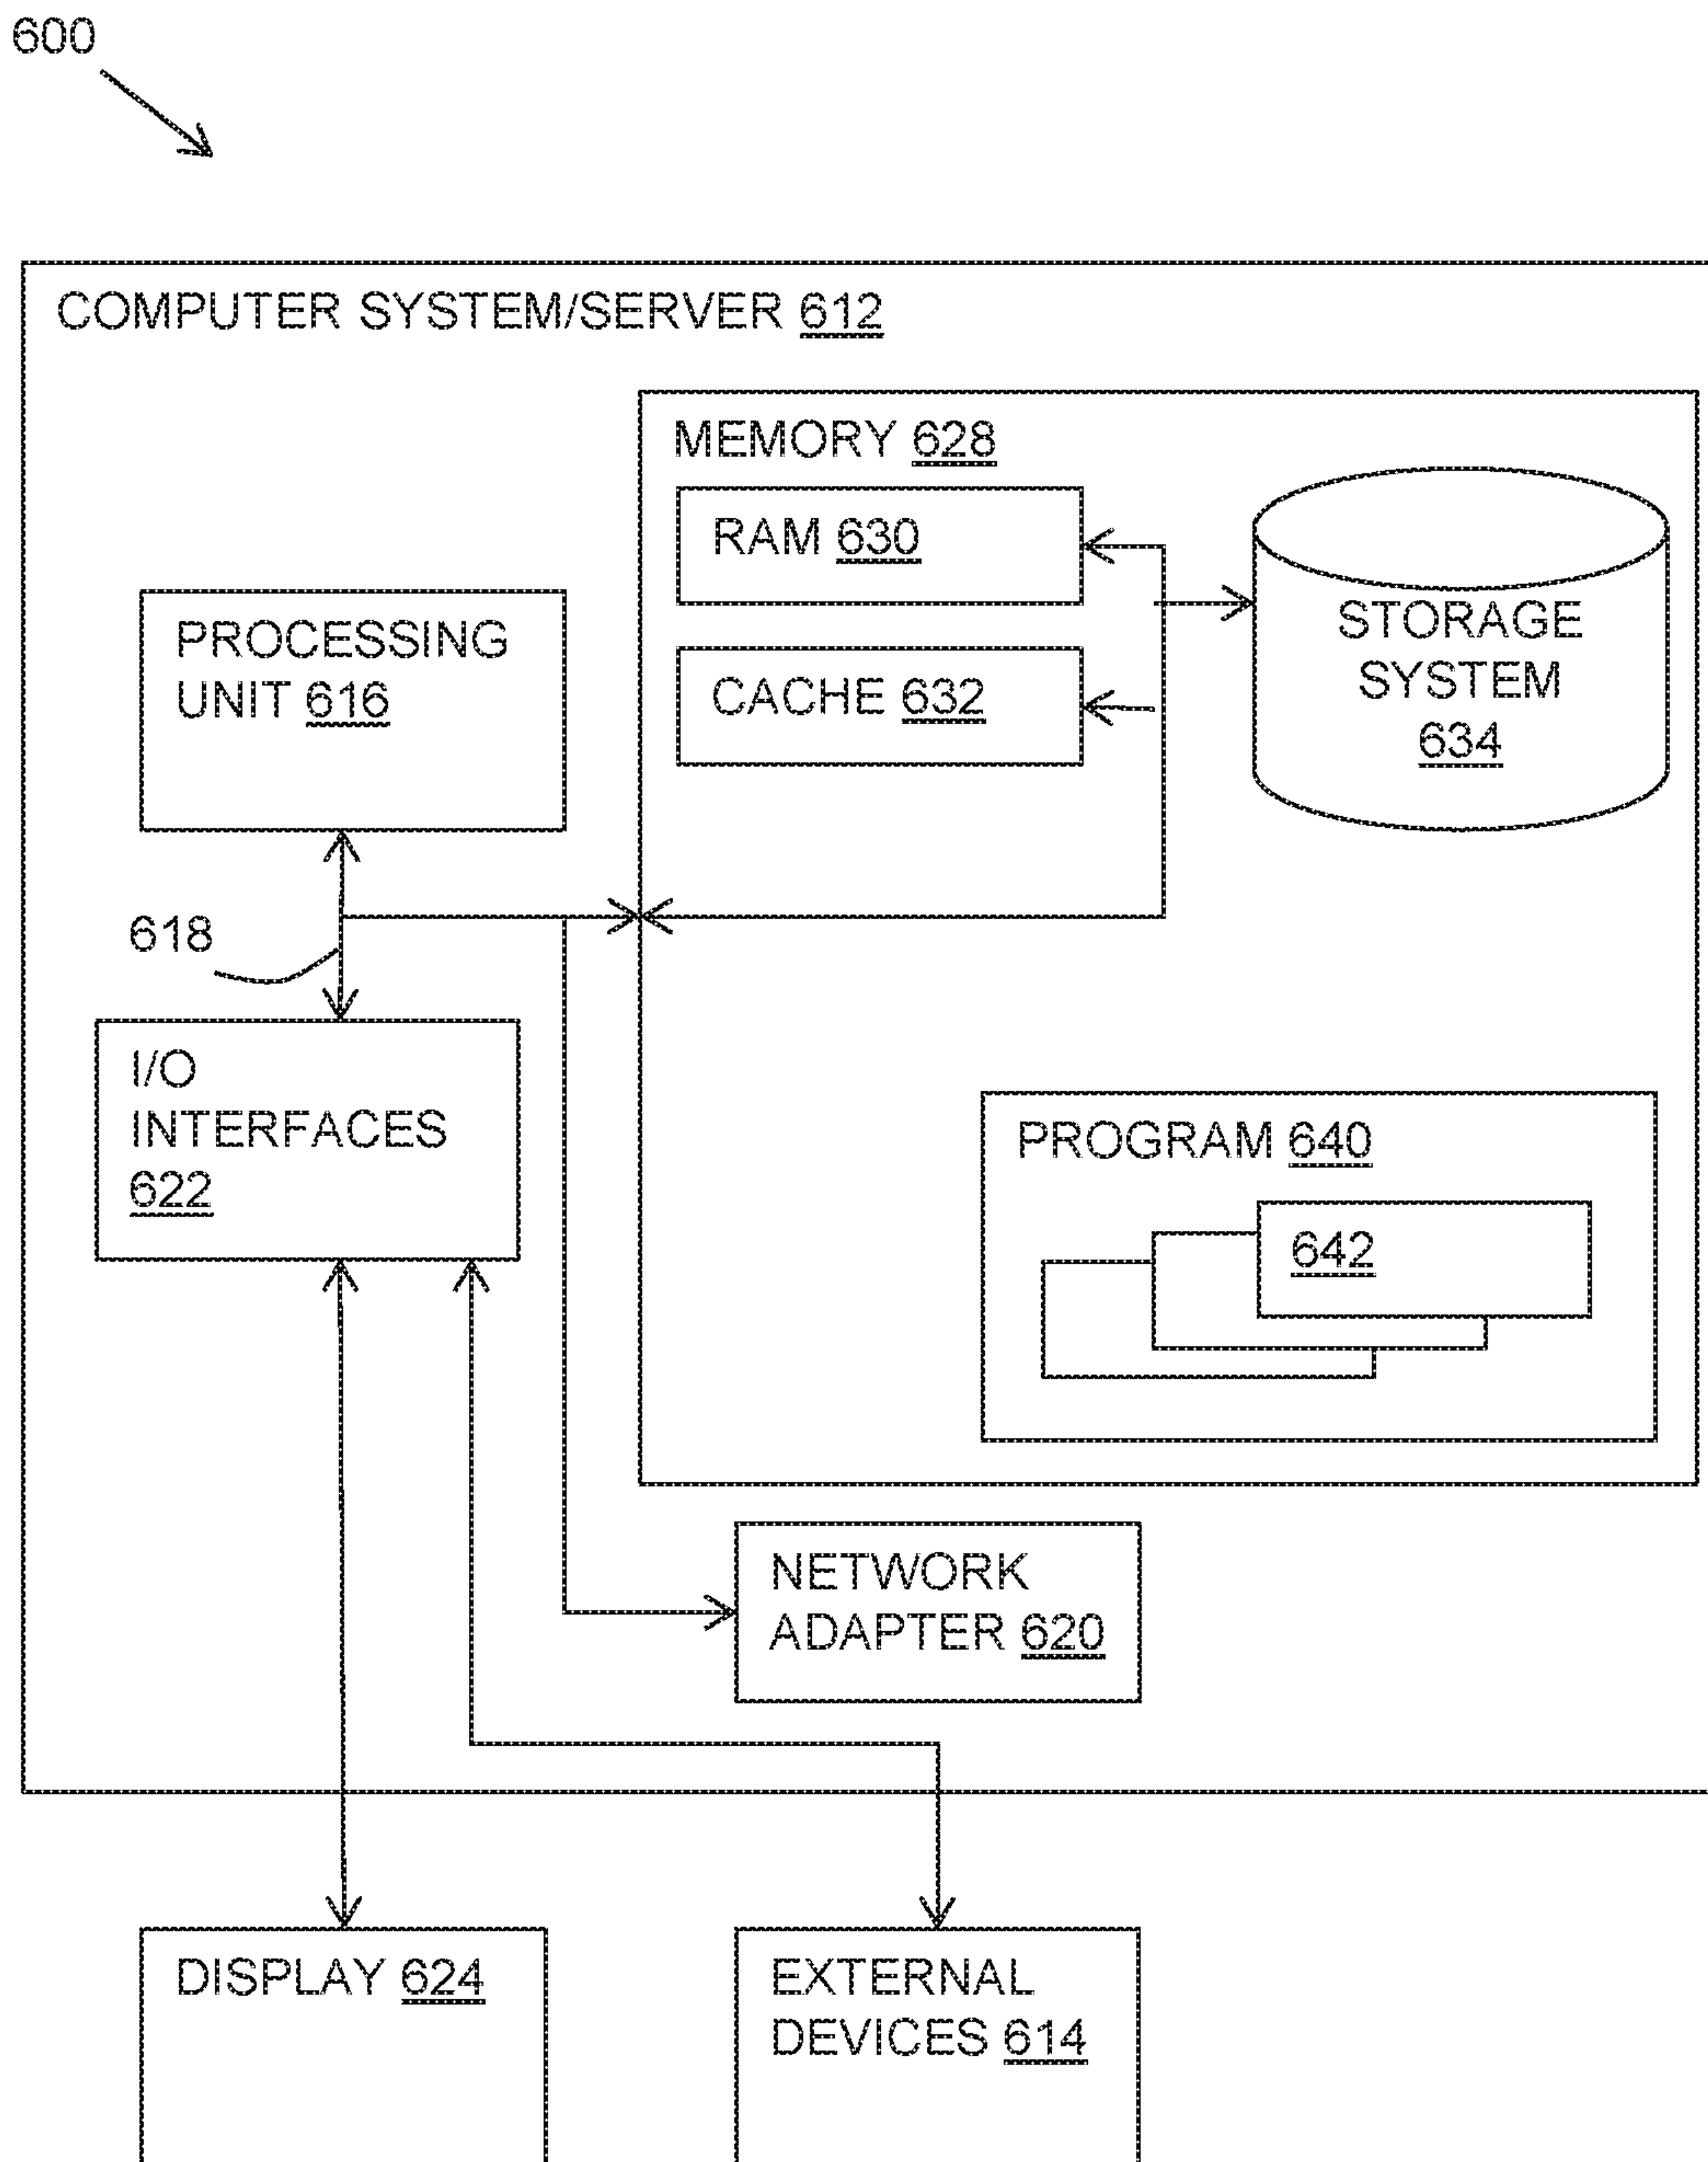 600
COMPUTER SYSTEM/SERVER 612
MEMORY 628
RAM 630
STORAGE
SYSTEM
634
PROCESSING
UNIT 616
CACHE 632
618
I/O
INTERFACES
622
PROGRAM 640
642
NETWORK
ADAPTER 620
DISPLAY 624
EXTERNAL
DEVICES 614